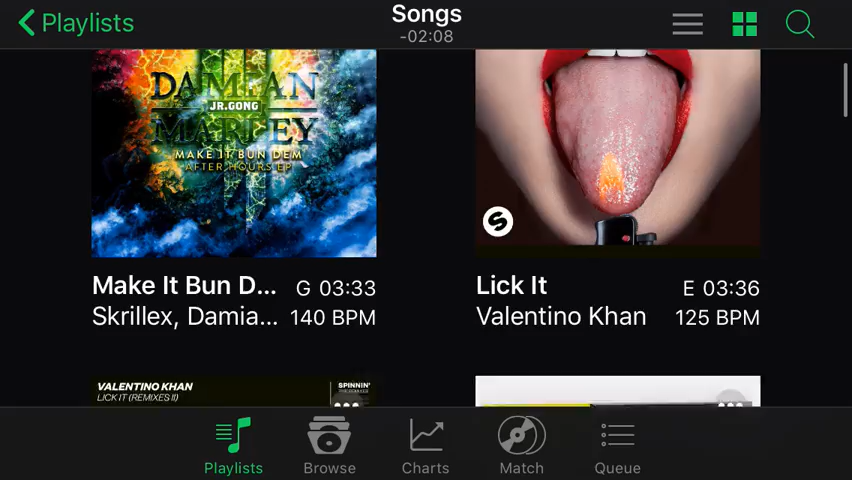 Playlists
Songs
-02:08
DAMIAN
JR.GONG
MARLEY
MAKE IT BUN DEM
AFTER HOURS EP
S
Make It Bun D... G 03:33
Skrillex, Damia... 140 BPM
Lick It E 03:36
Valentino Khan 125 BPM
VALENTINO KHAN
LICK IT (REMIXES II)
SPINNIN'
Playlists
Browse
Charts
Match
Queue